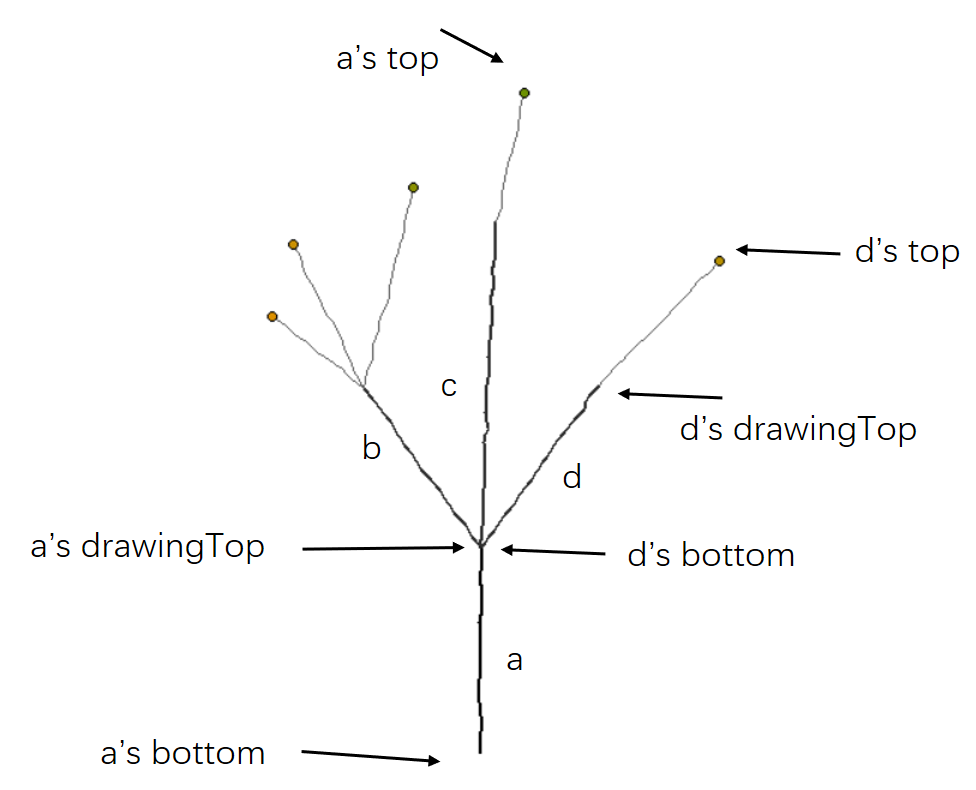 a’s top
d’s top
c
d’s drawingTop
b
d
a’s drawingTop
d’s bottom
a
a’s bottom